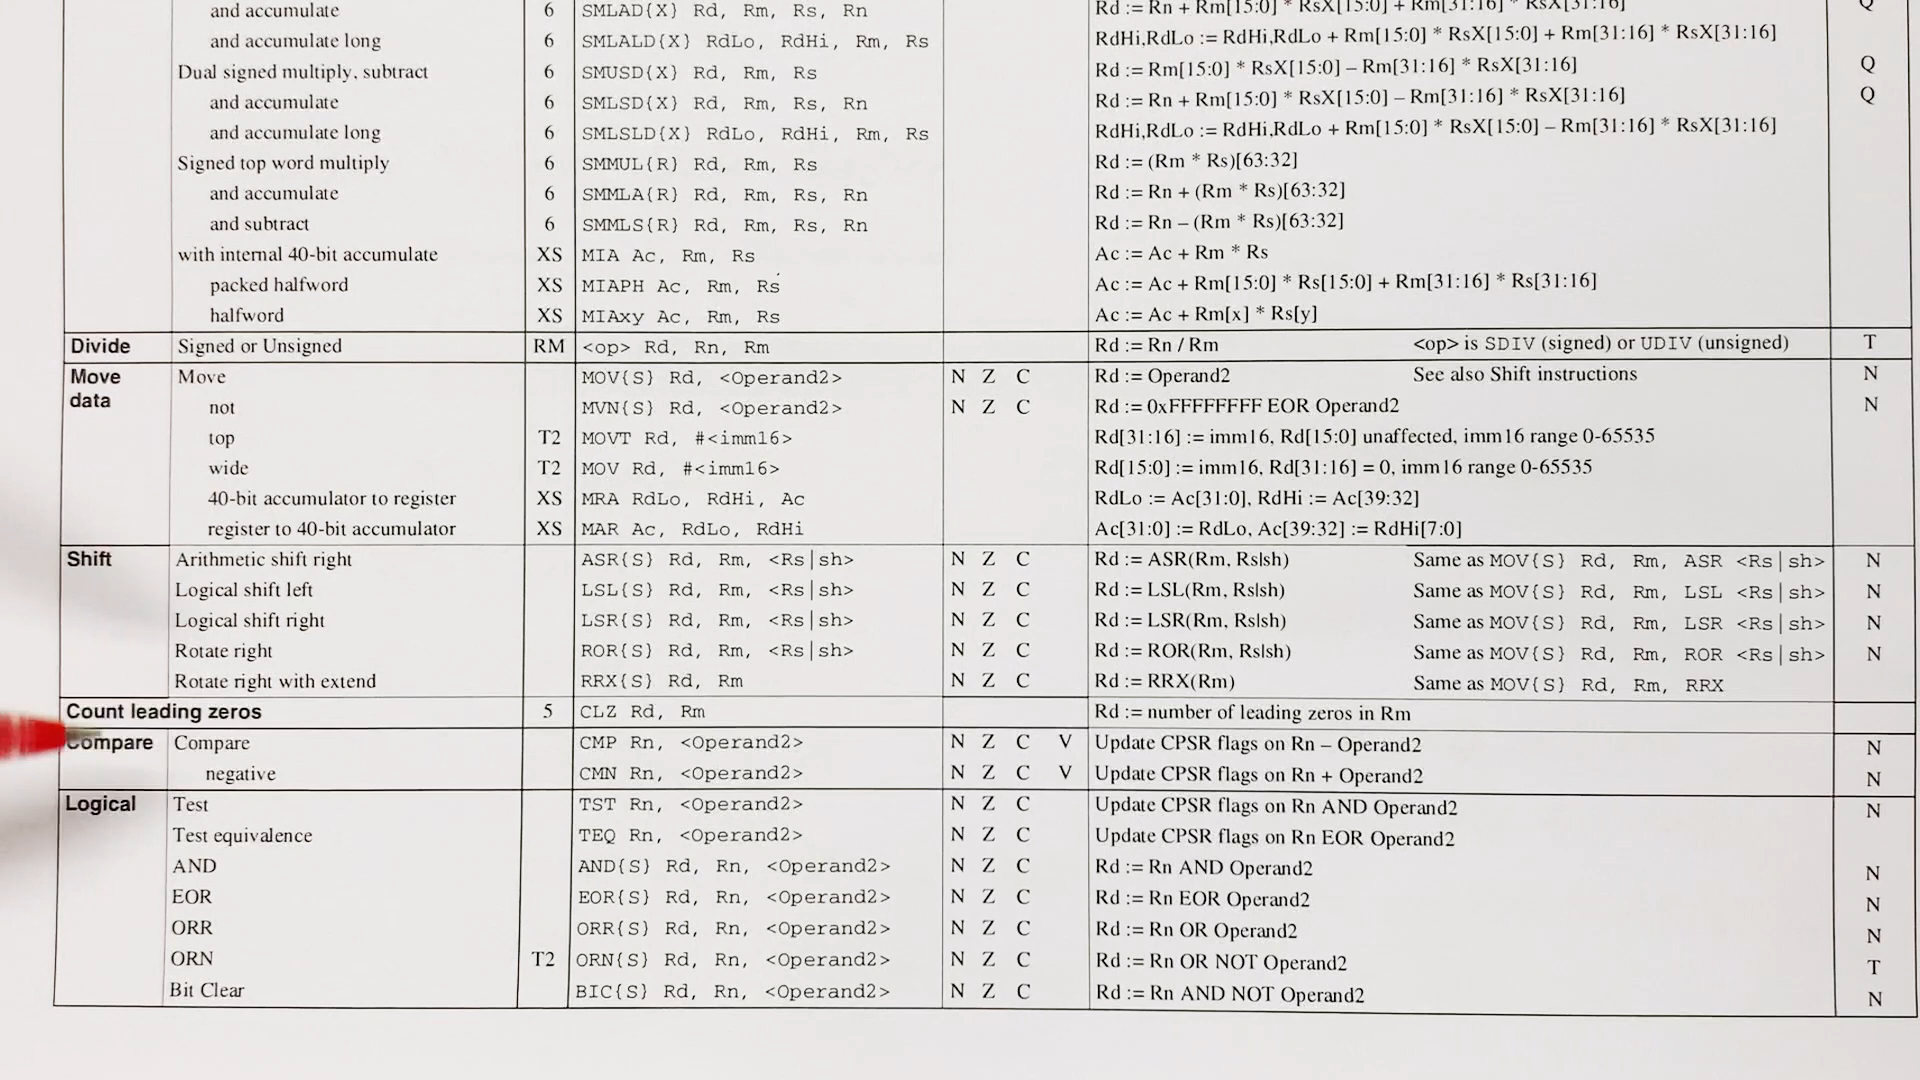 and accumulate 6 SMLAD{X} Rd, Rm, Rs, Rn Rd := Rn + Rm[15:0] * RsX[15:0] + Rm[31:16] * RsX[31:16] Q
and accumulate long 6 SMLALD{X} RdLo, RdHi, Rm, Rs RdHi,RdLo := RdHi,RdLo + Rm[15:0] * RsX[15:0] + Rm[31:16] * RsX[31:16]
Dual signed multiply, subtract 6 SMUSD{X} Rd, Rm, Rs Rd := Rm[15:0] * RsX[15:0] – Rm[31:16] * RsX[31:16] Q
and accumulate 6 SMLSD{X} Rd, Rm, Rs, Rn Rd := Rn + Rm[15:0] * RsX[15:0] – Rm[31:16] * RsX[31:16] Q
and accumulate long 6 SMLSLD{X} RdLo, RdHi, Rm, Rs RdHi,RdLo := RdHi,RdLo + Rm[15:0] * RsX[15:0] – Rm[31:16] * RsX[31:16]
Signed top word multiply 6 SMMUL{R} Rd, Rm, Rs Rd := (Rm * Rs)[63:32]
and accumulate 6 SMMLA{R} Rd, Rm, Rs, Rn Rd := Rn + (Rm * Rs)[63:32]
and subtract 6 SMMLS{R} Rd, Rm, Rs, Rn Rd := Rn – (Rm * Rs)[63:32]
with internal 40-bit accumulate XS MIA Ac, Rm, Rs Ac := Ac + Rm * Rs
packed halfword XS MIAPH Ac, Rm, Rs Ac := Ac + Rm[15:0] * Rs[15:0] + Rm[31:16] * Rs[31:16]
halfword XS MIAxy Ac, Rm, Rs Ac := Ac + Rm[x] * Rs[y]
Divide Signed or Unsigned RM <op> Rd, Rn, Rm Rd := Rn / Rm <op> is SDIV (signed) or UDIV (unsigned) T
Move data Move MOV{S} Rd, <Operand2> N Z C Rd := Operand2 See also Shift instructions N
not MVN{S} Rd, <Operand2> N Z C Rd := 0xFFFFFFFF EOR Operand2 N
top T2 MOVT Rd, #<imm16> Rd[31:16] := imm16, Rd[15:0] unaffected, imm16 range 0-65535
wide T2 MOV Rd, #<imm16> Rd[15:0] := imm16, Rd[31:16] = 0, imm16 range 0-65535
40-bit accumulator to register XS MRA RdLo, RdHi, Ac RdLo := Ac[31:0], RdHi := Ac[39:32]
register to 40-bit accumulator XS MAR Ac, RdLo, RdHi Ac[31:0] := RdLo, Ac[39:32] := RdHi[7:0]
Shift Arithmetic shift right ASR{S} Rd, Rm, <Rs|sh> N Z C Rd := ASR(Rm, Rs|sh) Same as MOV{S} Rd, Rm, ASR <Rs|sh> N
Logical shift left LSL{S} Rd, Rm, <Rs|sh> N Z C Rd := LSL(Rm, Rs|sh) Same as MOV{S} Rd, Rm, LSL <Rs|sh> N
Logical shift right LSR{S} Rd, Rm, <Rs|sh> N Z C Rd := LSR(Rm, Rs|sh) Same as MOV{S} Rd, Rm, LSR <Rs|sh> N
Rotate right ROR{S} Rd, Rm, <Rs|sh> N Z C Rd := ROR(Rm, Rs|sh) Same as MOV{S} Rd, Rm, ROR <Rs|sh> N
Rotate right with extend RRX{S} Rd, Rm N Z C Rd := RRX(Rm) Same as MOV{S} Rd, Rm, RRX
Count leading zeros 5 CLZ Rd, Rm Rd := number of leading zeros in Rm
Compare Compare CMP Rn, <Operand2> N Z C V Update CPSR flags on Rn – Operand2 N
negative CMN Rn, <Operand2> N Z C V Update CPSR flags on Rn + Operand2 N
Logical Test TST Rn, <Operand2> N Z C Update CPSR flags on Rn AND Operand2 N
Test equivalence TEQ Rn, <Operand2> N Z C Update CPSR flags on Rn EOR Operand2
AND AND{S} Rd, Rn, <Operand2> N Z C Rd := Rn AND Operand2 N
EOR EOR{S} Rd, Rn, <Operand2> N Z C Rd := Rn EOR Operand2 N
ORR ORR{S} Rd, Rn, <Operand2> N Z C Rd := Rn OR Operand2 N
ORN T2 ORN{S} Rd, Rn, <Operand2> N Z C Rd := Rn OR NOT Operand2 T
Bit Clear BIC{S} Rd, Rn, <Operand2> N Z C Rd := Rn AND NOT Operand2 N